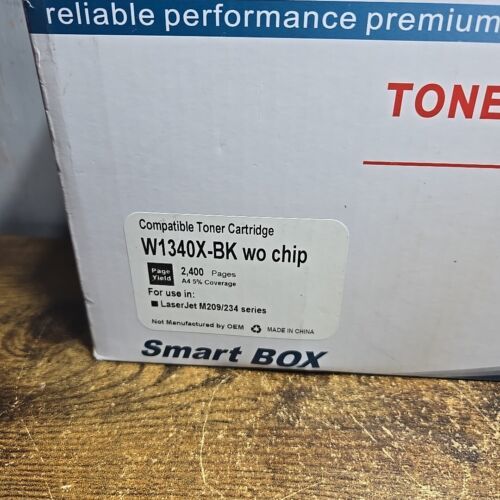 reliable performance premium
TONE
Compatible Toner Cartridge
W1340X-BK wo chip
Page Yield
2,400 Pages
A4 5% Coverage
For use in:
LaserJet M209/234 series
Not Manufactured by OEM
MADE IN CHINA
Smart BOX